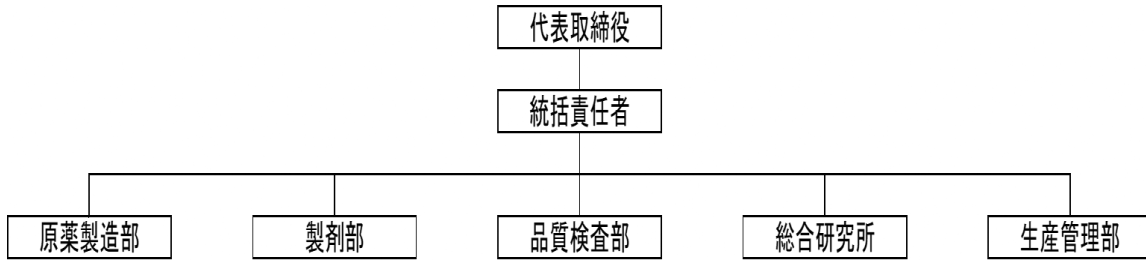 代表取締役
統括責任者
原薬製造部
製剤部
品質検査部
総合研究所
生産管理部